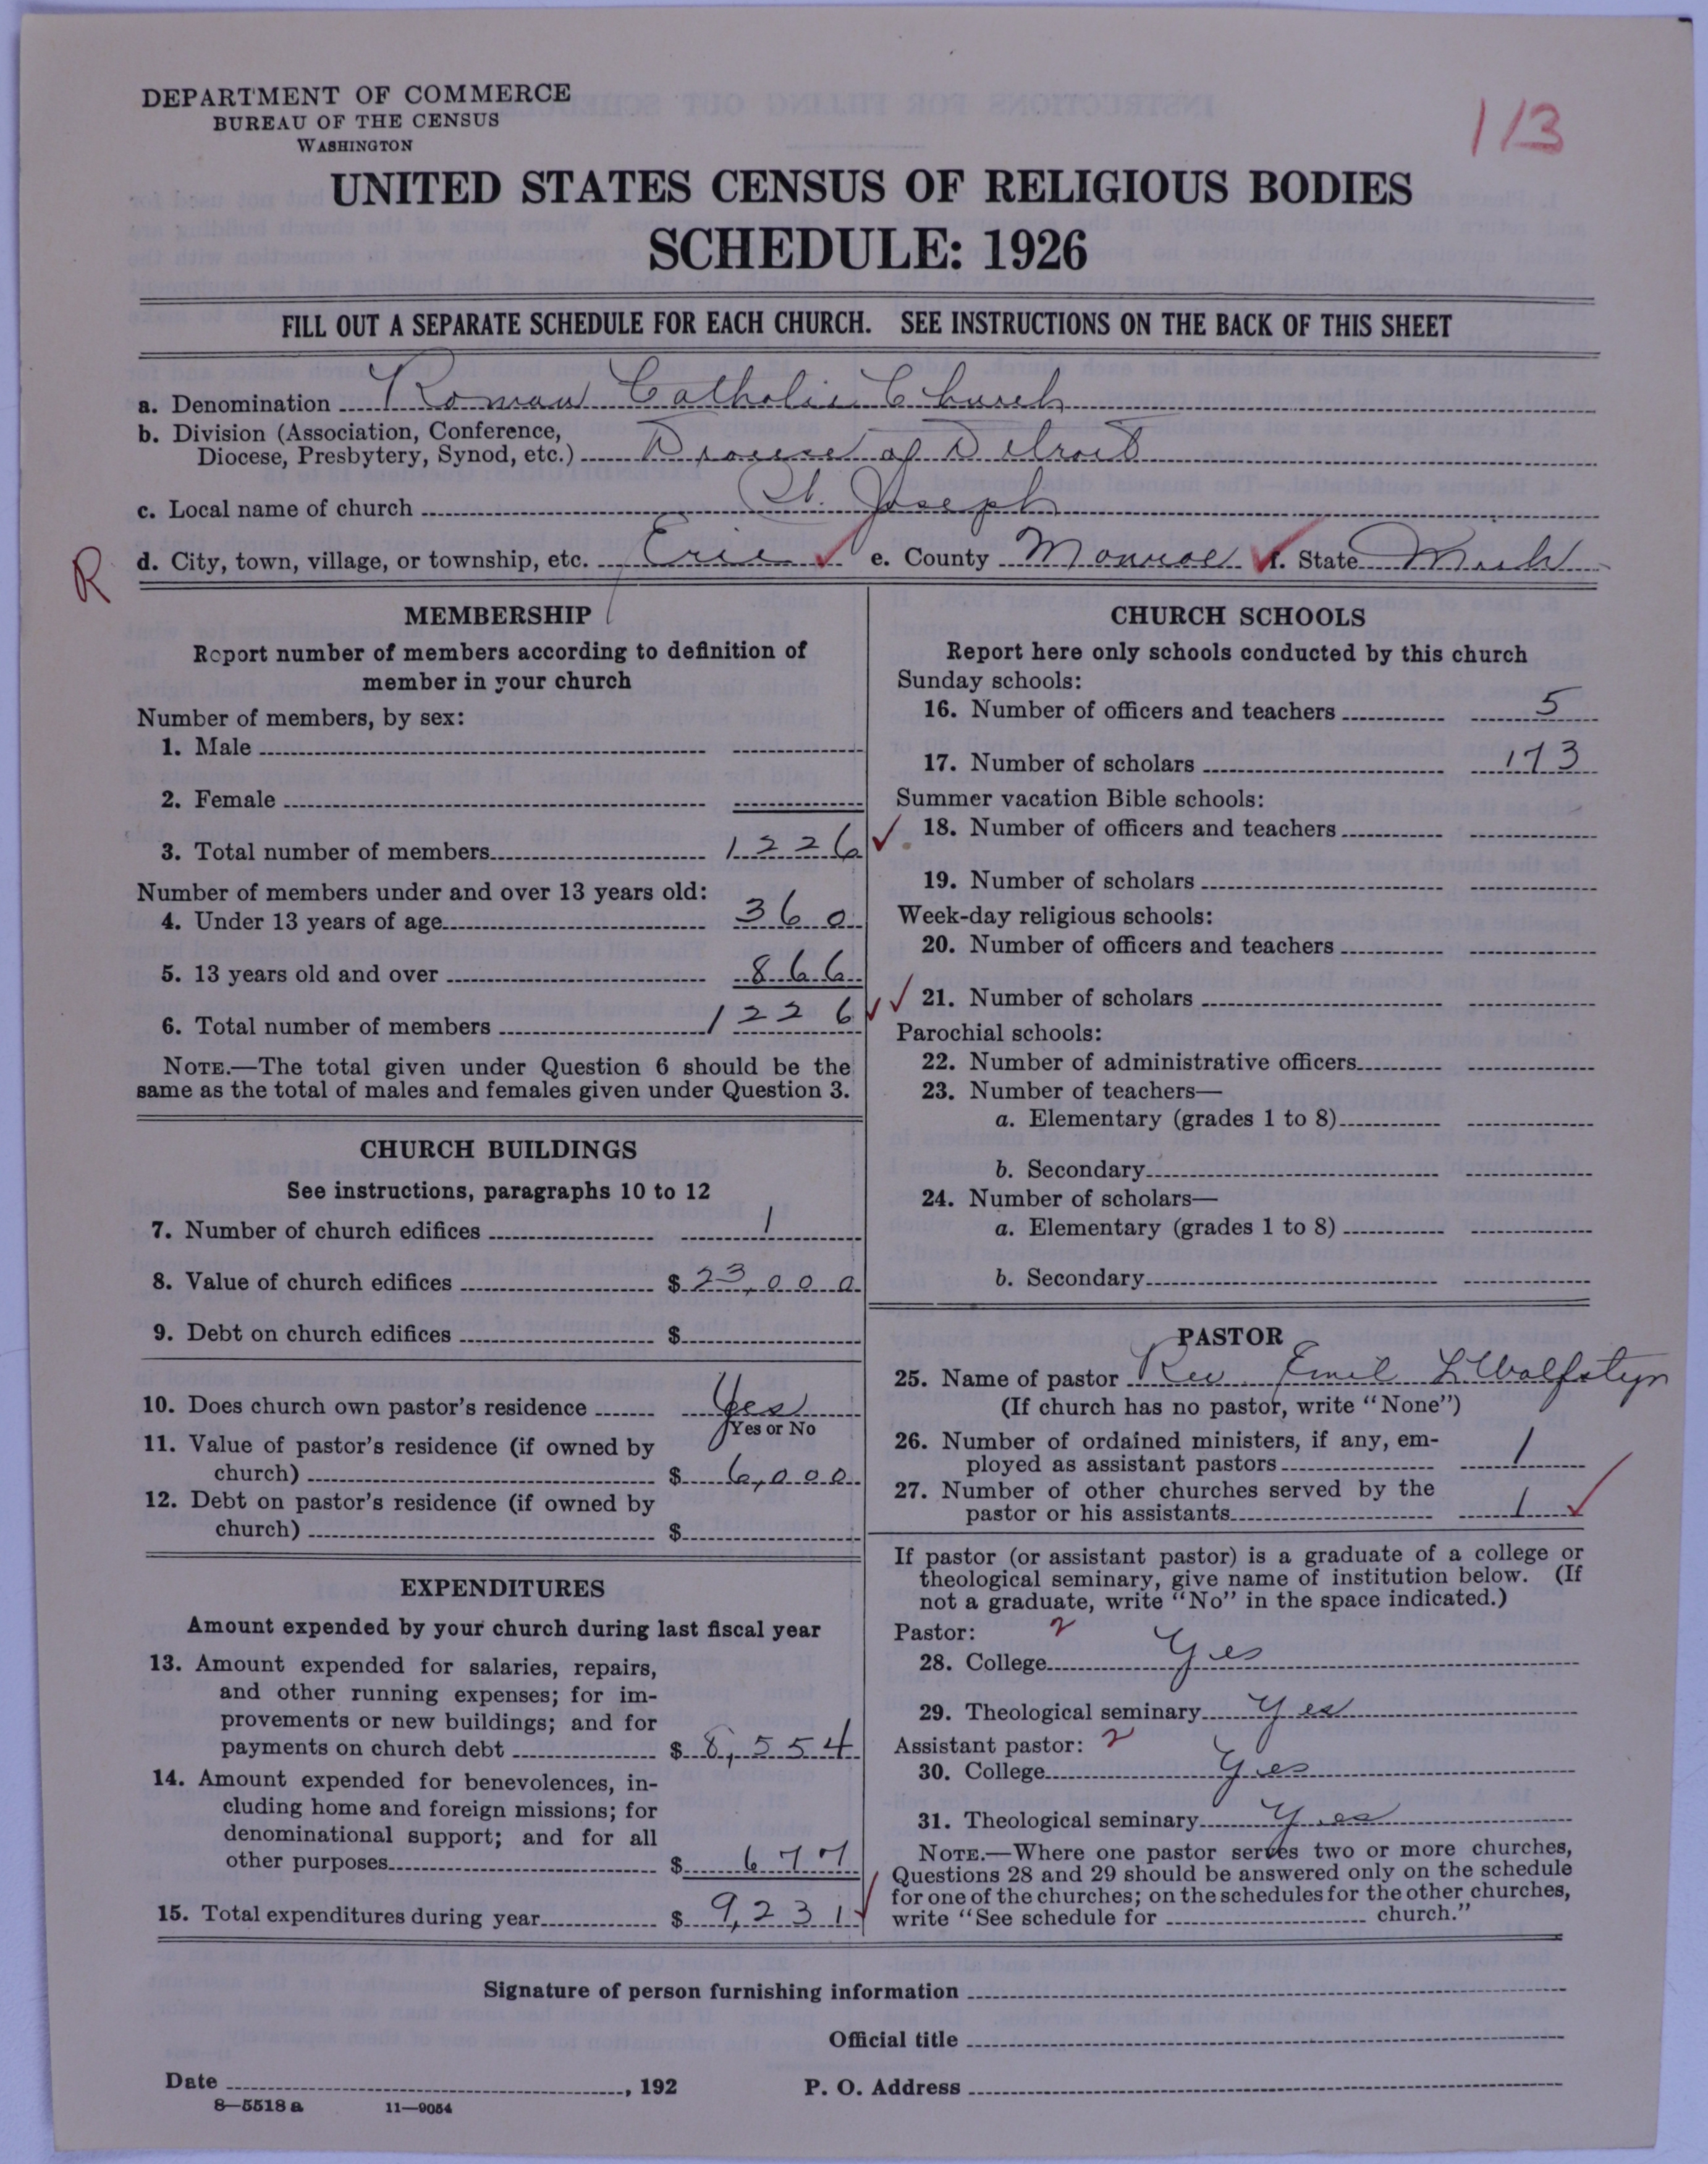 DEPARTMENT OF COMMERCE
BUREAU OF THE CENSUS
WASHINGTON
113
UNITED STATES CENSUS OF RELIGIOUS BODIES
SCHEDULE: 1926
FILL OUT A SEPARATE SCHEDULE FOR EACH CHURCH. SEE INSTRUCTIONS ON THE BACK OF THIS SHEET
a. Denomination Roman Catholic Church
b. Division (Association, Conference,
Diocese, Presbytery, Synod, etc.) Diocese of Detroit
c. Local name of church St. Joseph
R d. City, town, village, or township, etc. Erie e. County Monroe f. State Mich
MEMBERSHIP
Report number of members according to definition of
member in your church
Number of members, by sex:
1. Male
2. Female
3. Total number of members 1226
Number of members under and over 13 years old:
4. Under 13 years of age 360
5. 13 years old and over 866
6. Total number of members 1226
NOTE.—The total given under Question 6 should be the
same as the total of males and females given under Question 3.
CHURCH BUILDINGS
See instructions, paragraphs 10 to 12
7. Number of church edifices 1
8. Value of church edifices $ 23,000
9. Debt on church edifices $
10. Does church own pastor's residence Yes
Yes or No
11. Value of pastor's residence (if owned by
church) $ 6,000
12. Debt on pastor's residence (if owned by
church) $
EXPENDITURES
Amount expended by your church during last fiscal year
13. Amount expended for salaries, repairs,
and other running expenses; for im-
provements or new buildings; and for
payments on church debt $ 8,554
14. Amount expended for benevolences, in-
cluding home and foreign missions; for
denominational support; and for all
other purposes $ 677
15. Total expenditures during year $ 9,231
CHURCH SCHOOLS
Report here only schools conducted by this church
Sunday schools:
16. Number of officers and teachers 5
17. Number of scholars 173
Summer vacation Bible schools:
18. Number of officers and teachers
19. Number of scholars
Week-day religious schools:
20. Number of officers and teachers
21. Number of scholars
Parochial schools:
22. Number of administrative officers
23. Number of teachers—
a. Elementary (grades 1 to 8)
b. Secondary
24. Number of scholars—
a. Elementary (grades 1 to 8)
b. Secondary
PASTOR
25. Name of pastor Rev Emil L Wolfstyn
(If church has no pastor, write "None")
26. Number of ordained ministers, if any, em-
ployed as assistant pastors 1
27. Number of other churches served by the
pastor or his assistants 1
If pastor (or assistant pastor) is a graduate of a college or
theological seminary, give name of institution below. (If
not a graduate, write "No" in the space indicated.)
Pastor: 2
28. College Yes
29. Theological seminary Yes
Assistant pastor: 2
30. College Yes
31. Theological seminary Yes
NOTE.—Where one pastor serves two or more churches,
Questions 28 and 29 should be answered only on the schedule
for one of the churches; on the schedules for the other churches,
write "See schedule for church."
Signature of person furnishing information
Official title
Date , 192 P. O. Address
8—5518 a 11—9054